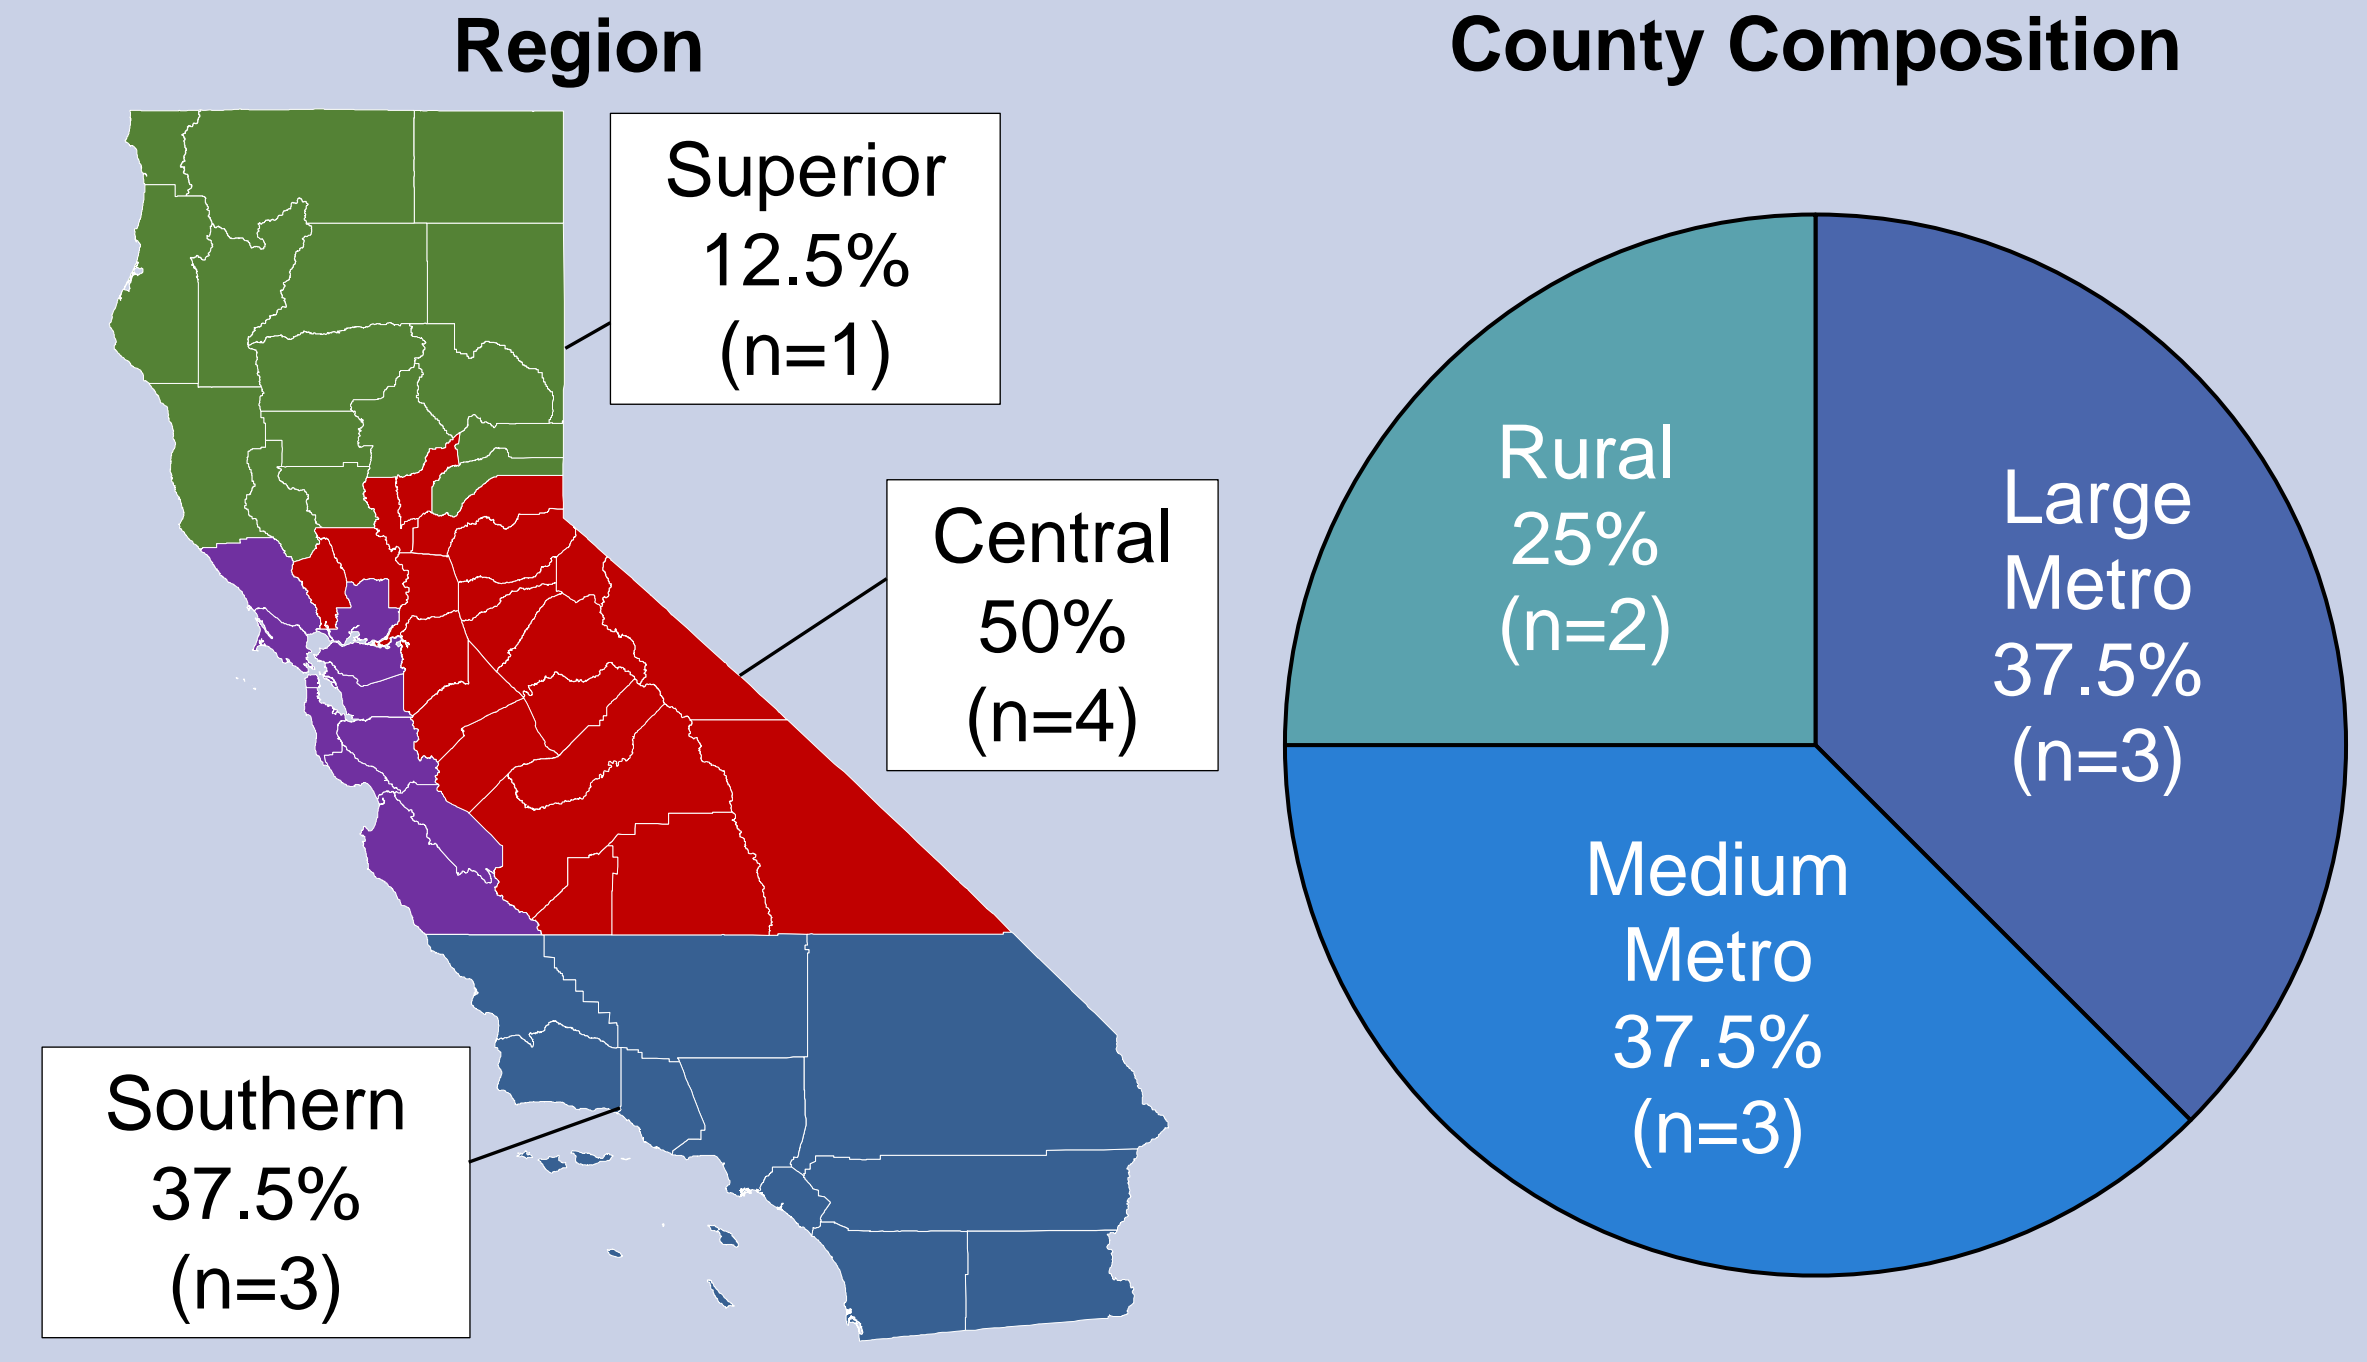 Region
Superior
12.5%
(n=1)
Central
50%
(n=4)
Southern
37.5%
(n=3)
County Composition
Rural
25%
(n=2)
Large
Metro
37.5%
(n=3)
Medium
Metro
37.5%
(n=3)